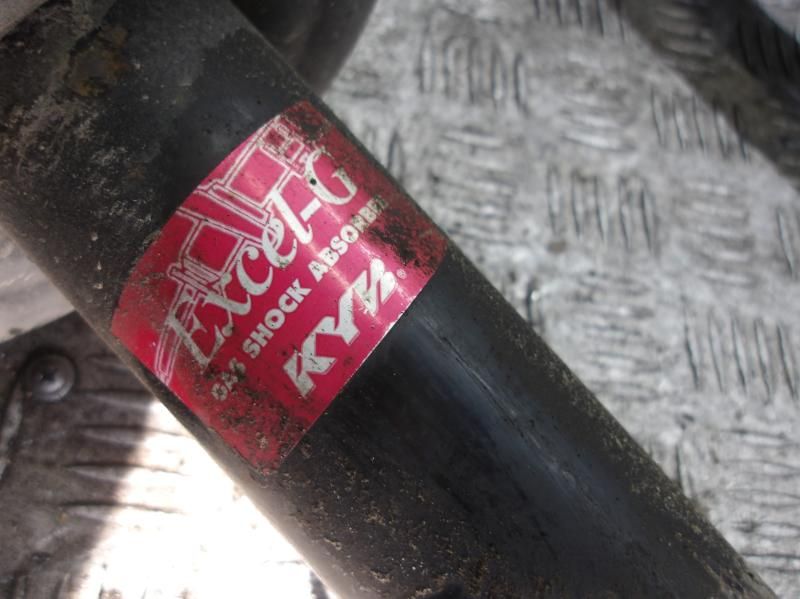 Excel-G
GAS SHOCK ABSORBER
KYB®